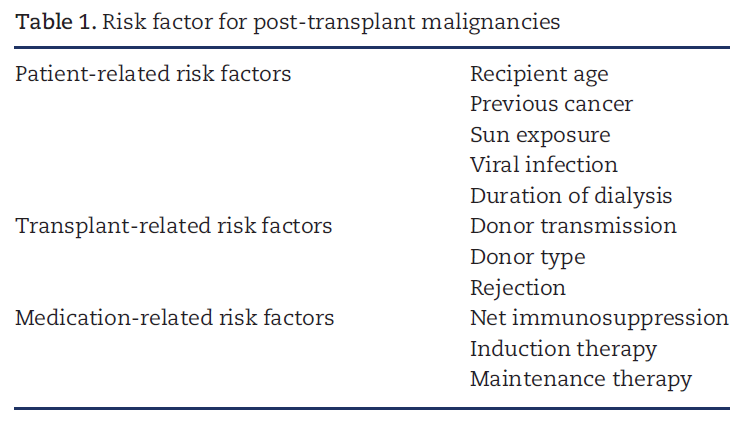 Table 1. Risk factor for post-transplant malignancies
Patient-related risk factors Recipient age
Previous cancer
Sun exposure
Viral infection
Duration of dialysis
Transplant-related risk factors Donor transmission
Donor type
Rejection
Medication-related risk factors Net immunosuppression
Induction therapy
Maintenance therapy